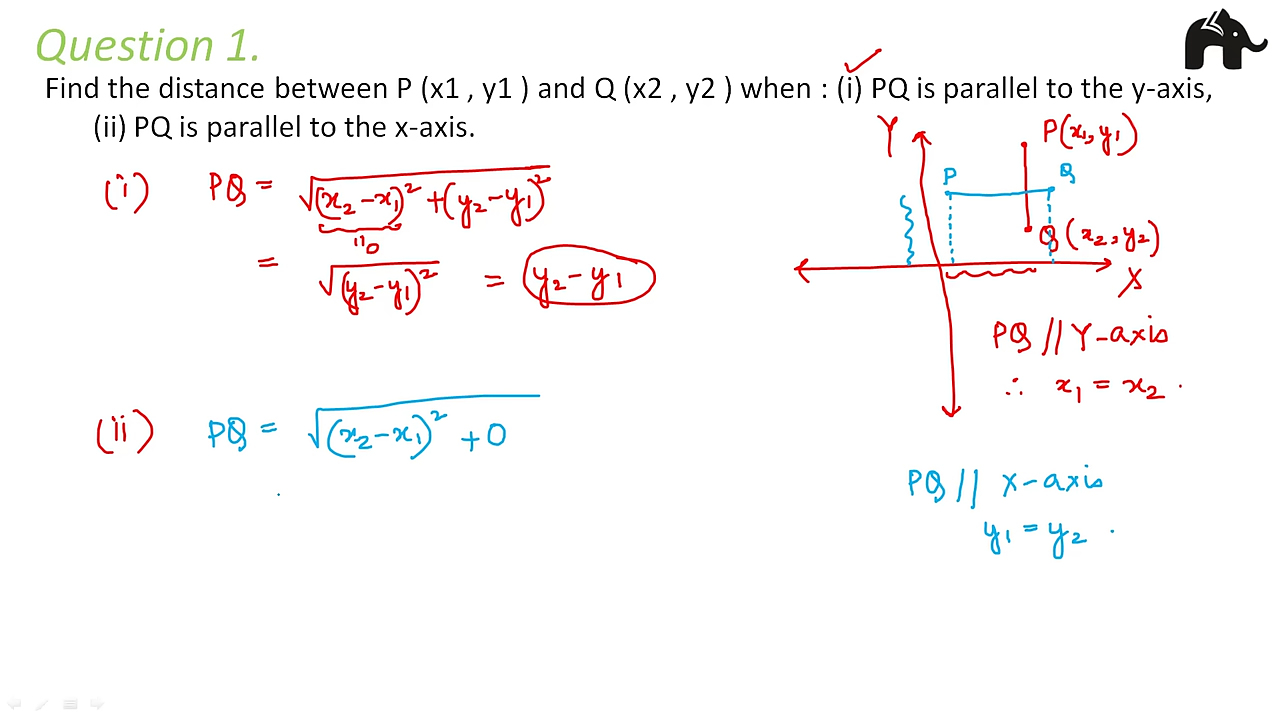 Question 1.
Find the distance between P (x1 , y1 ) and Q (x2 , y2 ) when : (i) PQ is parallel to the y-axis,
(ii) PQ is parallel to the x-axis.
(i) PQ = √((x₂-x₁)² + (y₂-y₁)²)
"0
= √((y₂-y₁)²) = y₂-y₁
(ii) PQ = √((x₂-x₁)² + 0
Y
P(x₁,y₁)
P Q
Q(x₂,y₂)
X
PQ // Y-axis
∴ x₁ = x₂ .
PQ // X-axis
y₁ = y₂ .